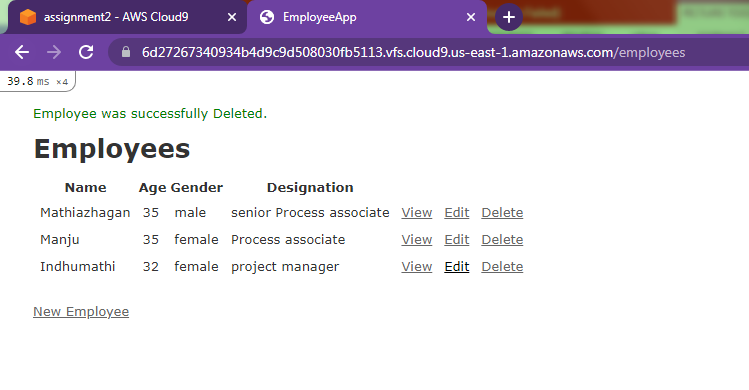 assignment2 - AWS Cloud9 EmployeeApp
6d27267340934b4d9c9d508030fb5113.vfs.cloud9.us-east-1.amazonaws.com/employees
39.8 ms ×4
Employee was successfully Deleted.
Employees
Name Age Gender Designation
Mathiazhagan 35 male senior Process associate View Edit Delete
Manju 35 female Process associate View Edit Delete
Indhumathi 32 female project manager View Edit Delete
New Employee